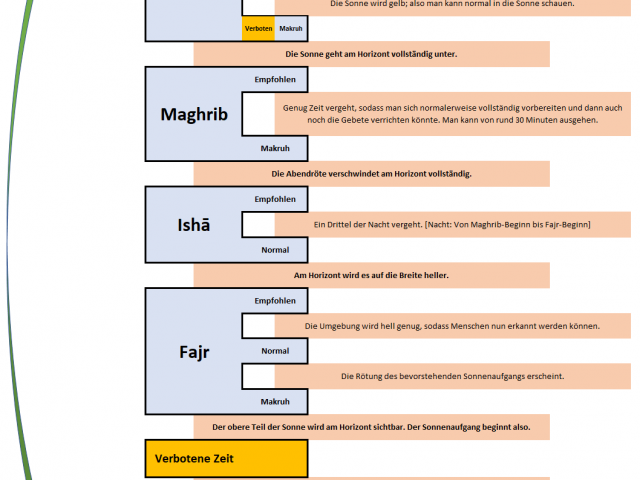 Die Sonne wird gelb; also man kann normal in die Sonne schauen.
Verboten Makruh
Die Sonne geht am Horizont vollständig unter.
Empfohlen
Maghrib
Genug Zeit vergeht, sodass man sich normalerweise vollständig vorbereiten und dann auch
noch die Gebete verrichten könnte. Man kann von rund 30 Minuten ausgehen.
Makruh
Die Abendröte verschwindet am Horizont vollständig.
Empfohlen
Ishā
Ein Drittel der Nacht vergeht. [Nacht: Von Maghrib-Beginn bis Fajr-Beginn]
Normal
Am Horizont wird es auf die Breite heller.
Empfohlen
Die Umgebung wird hell genug, sodass Menschen nun erkannt werden können.
Fajr
Normal
Die Rötung des bevorstehenden Sonnenaufgangs erscheint.
Makruh
Der obere Teil der Sonne wird am Horizont sichtbar. Der Sonnenaufgang beginnt also.
Verbotene Zeit